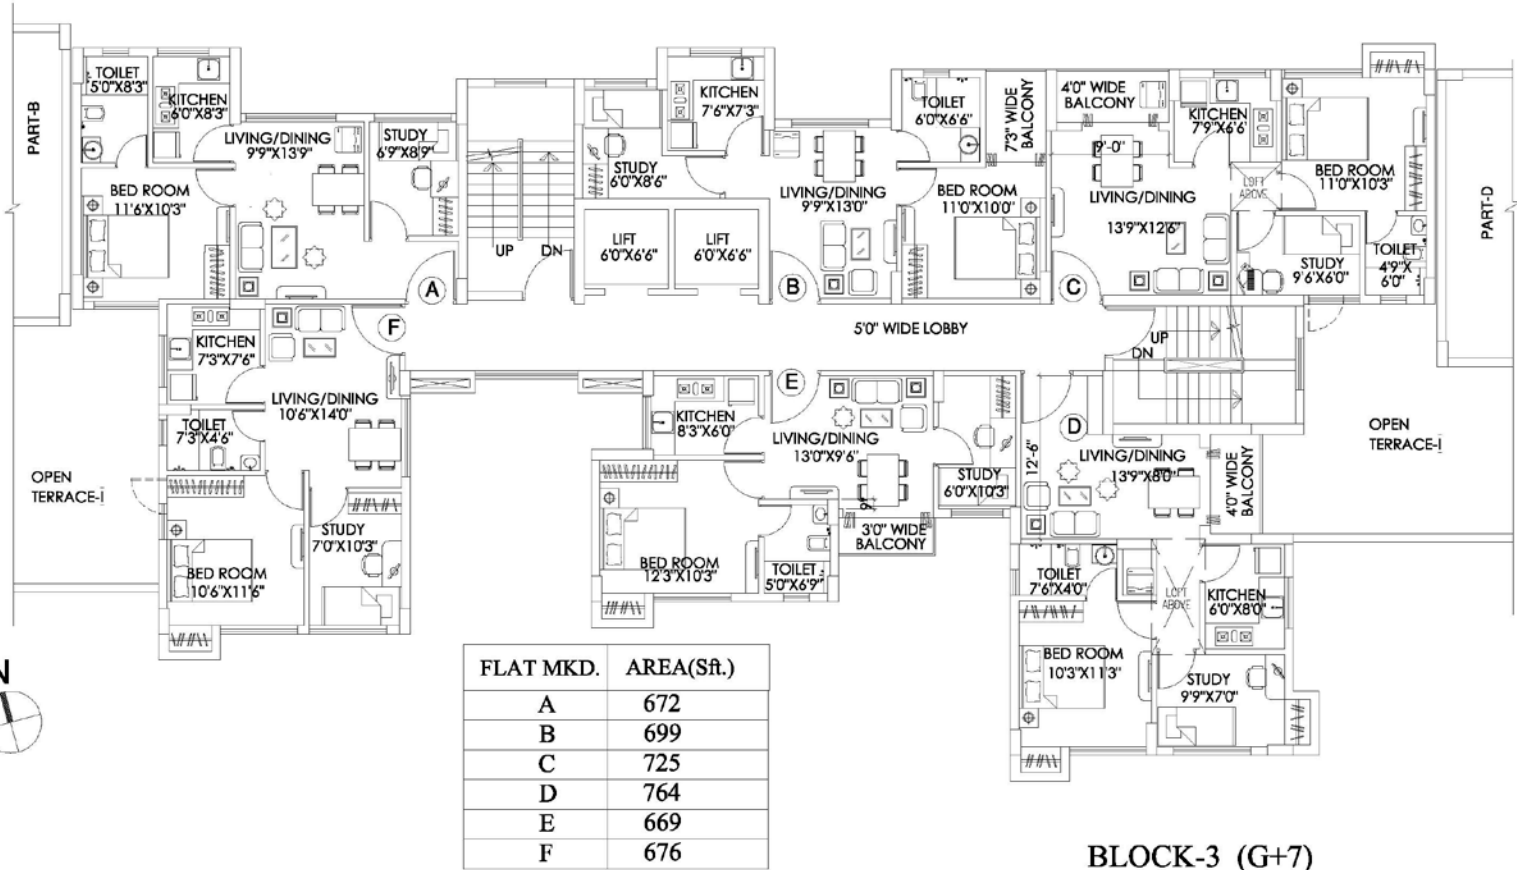 PART-B
TOILET
5'0"X8'3"
KITCHEN
6'0"X8'3"
LIVING/DINING
9'9"X13'9"
STUDY
6'9"X8'9"
BED ROOM
11'6"X10'3"
A
UP
DN
STUDY
6'0"X8'6"
KITCHEN
7'6"X7'3"
LIFT
6'0"X6'6"
LIFT
6'0"X6'6"
LIVING/DINING
9'9"X13'0"
B
TOILET
6'0"X6'6"
7'3" WIDE
BALCONY
BED ROOM
11'0"X10'0"
4'0" WIDE
BALCONY
9'-0"
KITCHEN
7'9"X6'6"
LIVING/DINING
13'9"X12'6"
C
LOFT
ABOVE
BED ROOM
11'0"X10'3"
STUDY
9'6"X6'0"
TOILET
4'9"X
6'0"
PART-D
F
5'0" WIDE LOBBY
UP
DN
KITCHEN
7'3"X7'6"
LIVING/DINING
10'6"X14'0"
TOILET
7'3"X4'6"
OPEN
TERRACE-I
BED ROOM
10'6"X11'6"
STUDY
7'0"X10'3"
E
KITCHEN
8'3"X6'0"
LIVING/DINING
13'0"X9'6"
STUDY
6'0"X10'3"
3'0" WIDE
BALCONY
BED ROOM
12'3"X10'3"
TOILET
5'0"X6'9"
D
12'-6"
LIVING/DINING
13'9"X8'0"
4'0" WIDE
BALCONY
OPEN
TERRACE-I
TOILET
7'6"X4'0"
LOFT
ABOVE
KITCHEN
6'0"X8'0"
BED ROOM
10'3"X11'3"
STUDY
9'9"X7'0"
N
FLAT MKD. AREA(Sft.)
A 672
B 699
C 725
D 764
E 669
F 676
BLOCK-3 (G+7)